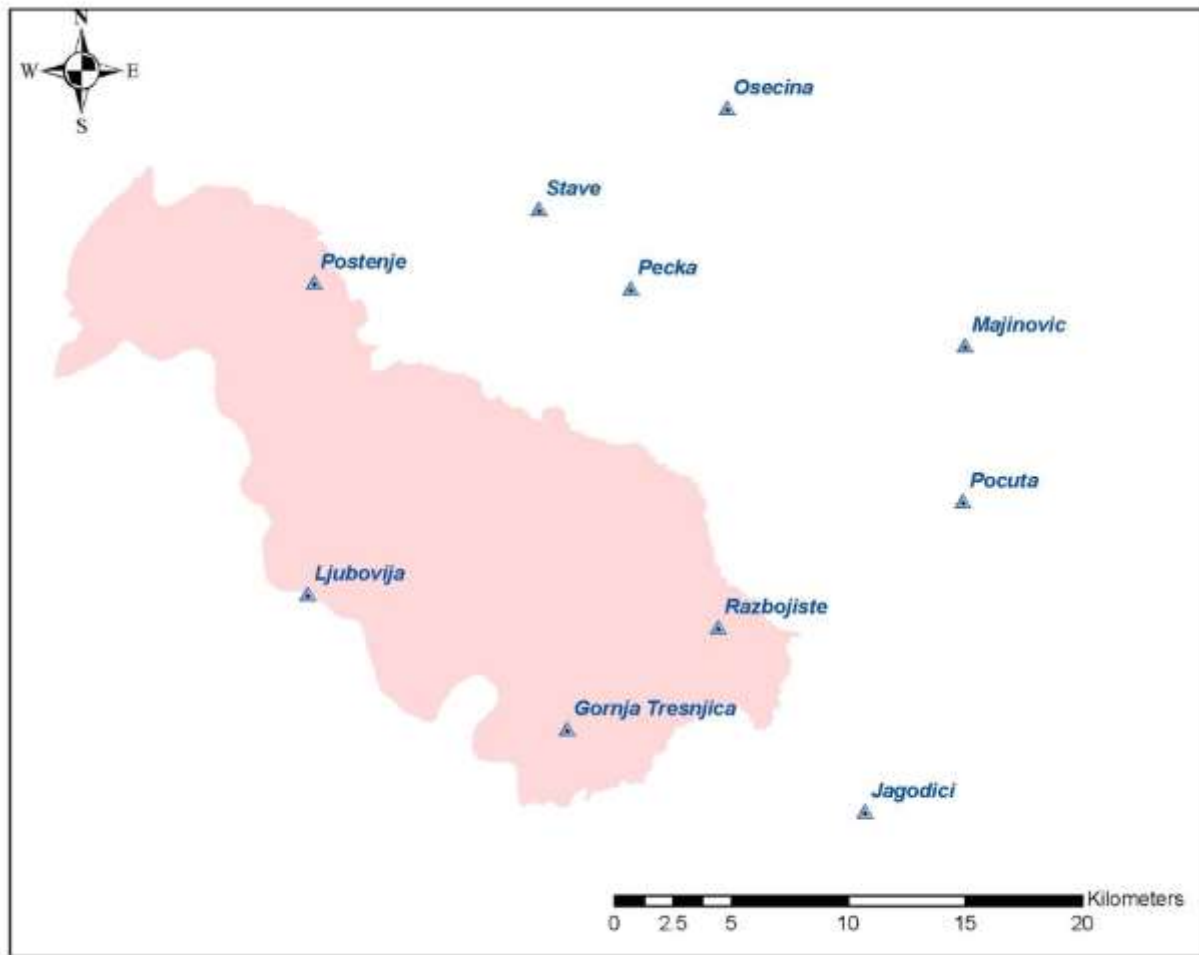 N
W E
S
Osecina
Stave
Postenje
Pecka
Majinovic
Pocuta
Ljubovija
Razbojiste
Gornja Tresnjica
Jagodici
Kilometers
0 2.5 5 10 15 20